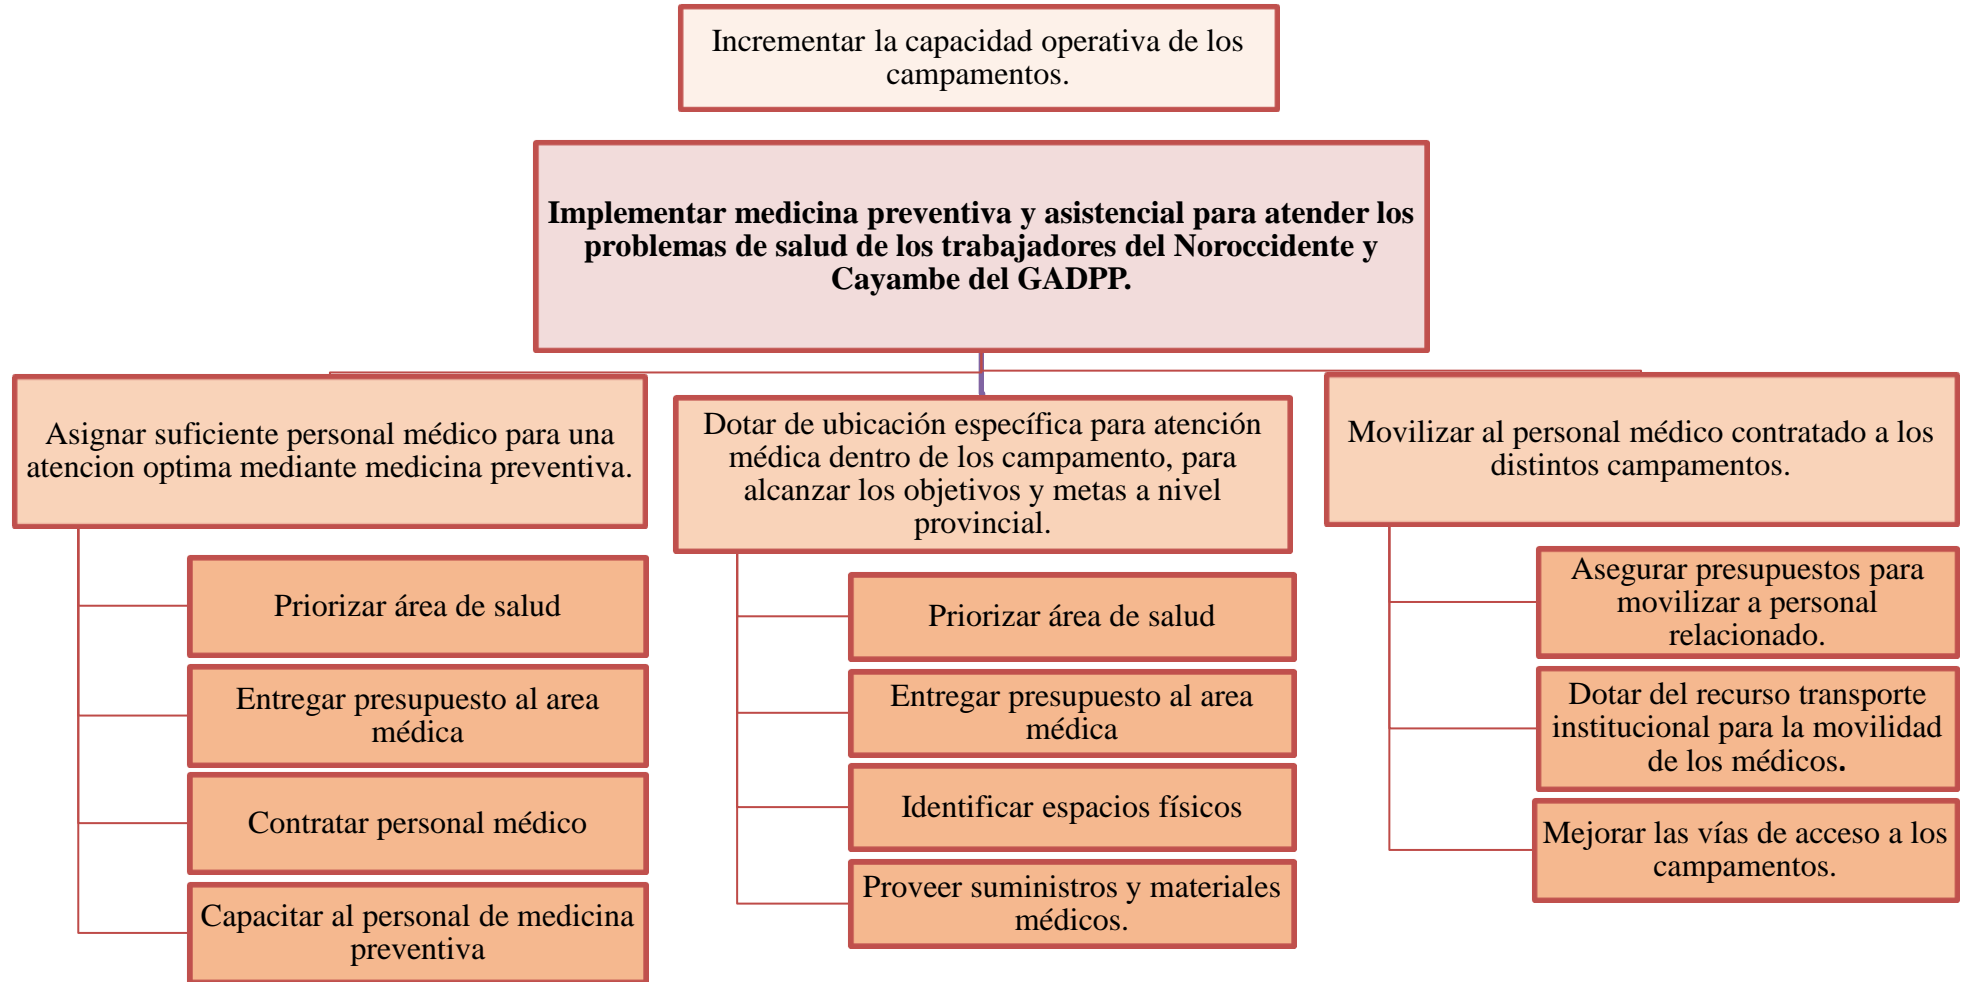 Incrementar la capacidad operativa de los
campamentos.
Implementar medicina preventiva y asistencial para atender los
problemas de salud de los trabajadores del Noroccidente y
Cayambe del GADPP.
Asignar suficiente personal médico para una
atencion optima mediante medicina preventiva.
Priorizar área de salud
Entregar presupuesto al area
médica
Contratar personal médico
Capacitar al personal de medicina
preventiva
Dotar de ubicación específica para atención
médica dentro de los campamento, para
alcanzar los objetivos y metas a nivel
provincial.
Priorizar área de salud
Entregar presupuesto al area
médica
Identificar espacios físicos
Proveer suministros y materiales
médicos.
Movilizar al personal médico contratado a los
distintos campamentos.
Asegurar presupuestos para
movilizar a personal
relacionado.
Dotar del recurso transporte
institucional para la movilidad
de los médicos.
Mejorar las vías de acceso a los
campamentos.